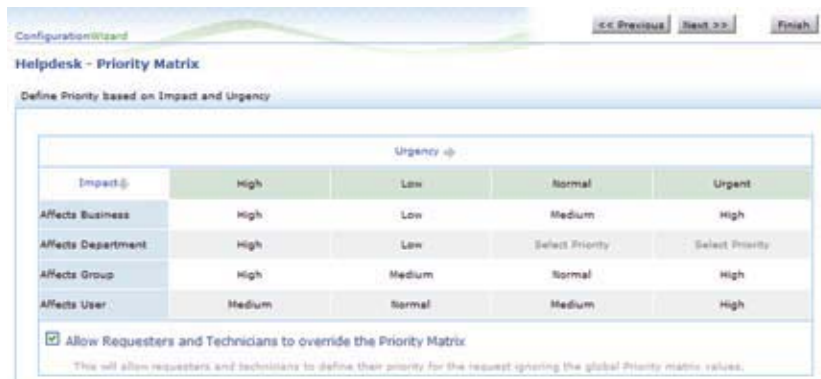 << Previous Next >> Finish
ConfigurationWizard
Helpdesk - Priority Matrix
Define Priority based on Impact and Urgency
Urgency
Impact High Low Normal Urgent
Affects Business High Low Medium High
Affects Department High Low Select Priority Select Priority
Affects Group High Medium Normal High
Affects User Medium Normal Medium High
Allow Requesters and Technicians to override the Priority Matrix
This will allow requesters and technicians to define their priority for the request ignoring the global Priority matrix values.